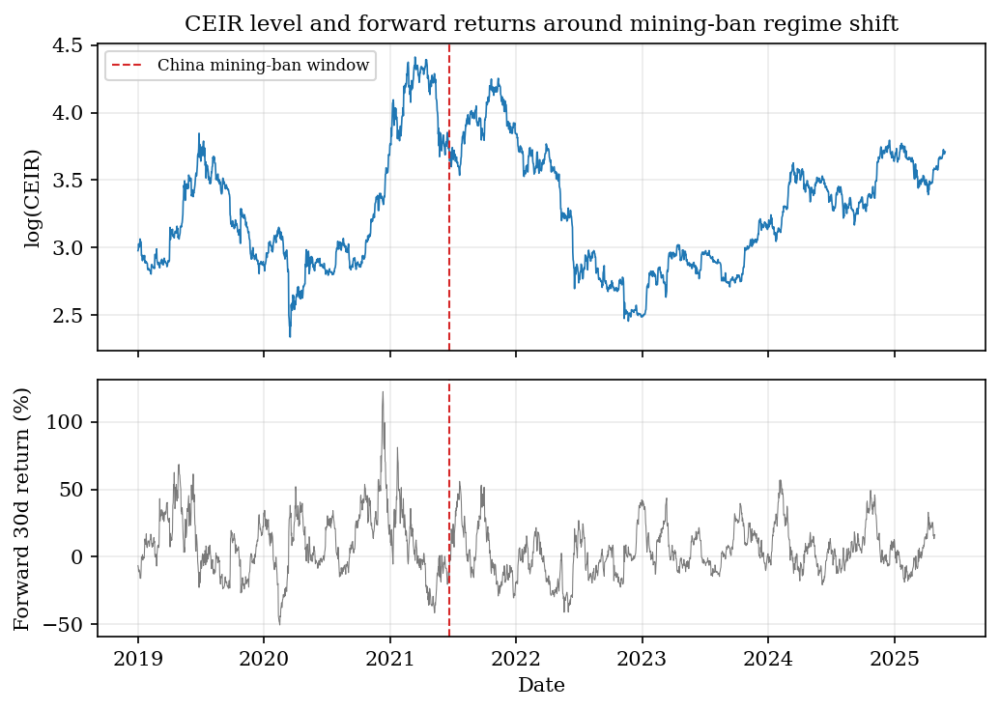 CEIR level and forward returns around mining-ban regime shift
China mining-ban window
log(CEIR)
4.5
4.0
3.5
3.0
2.5
Forward 30d return (%)
100
50
0
−50
2019 2020 2021 2022 2023 2024 2025
Date